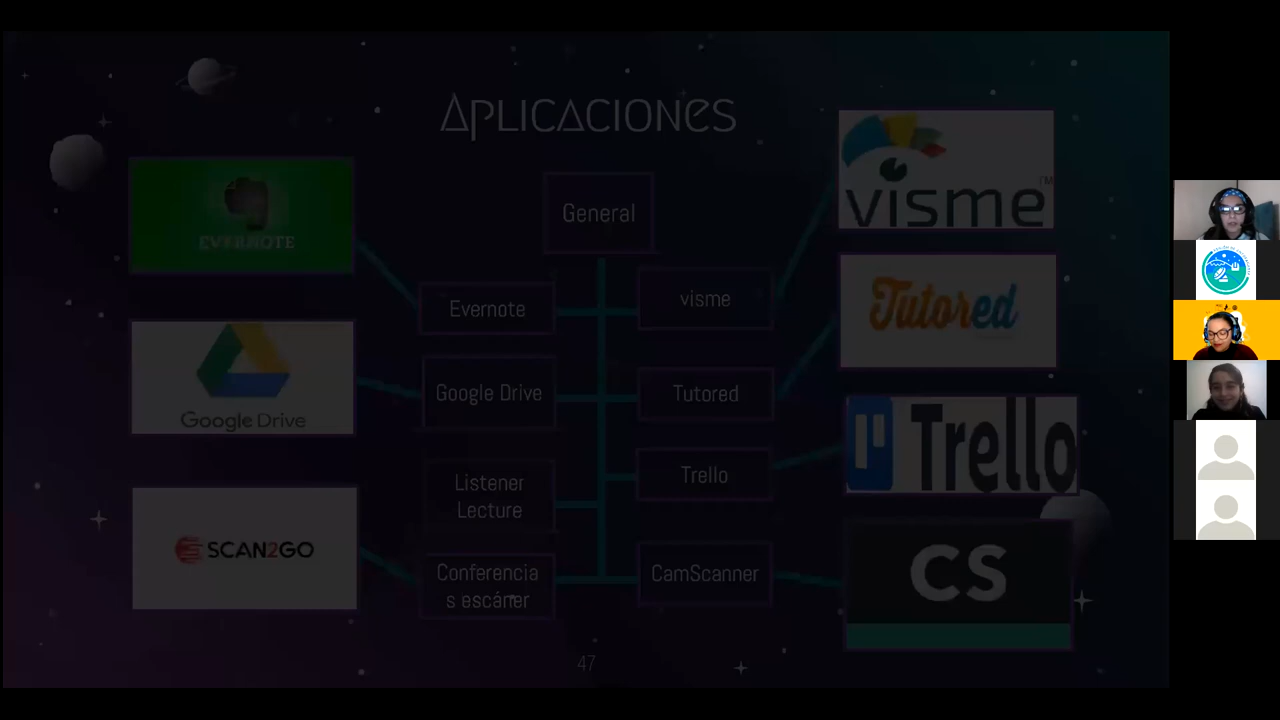 Aplicaciones
General
EVERNOTE
visme™
Evernote
visme
Tutored
Google Drive
Google Drive
Tutored
Trello
Trello
Listener
Lecture
SCAN2GO
Conferencia
s escáner
CamScanner
CS
47